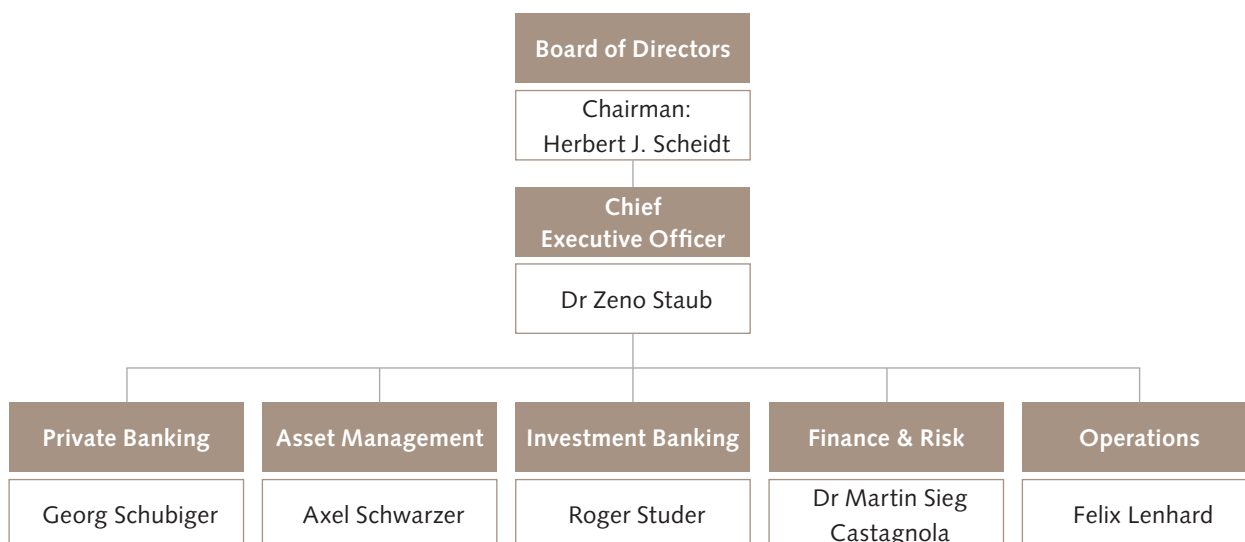 Board of Directors
Chairman:
Herbert J. Scheidt
Chief
Executive Officer
Dr Zeno Staub
Private Banking
Asset Management
Investment Banking
Finance & Risk
Operations
Georg Schubiger
Axel Schwarzer
Roger Studer
Dr Martin Sieg
Castagnola
Felix Lenhard